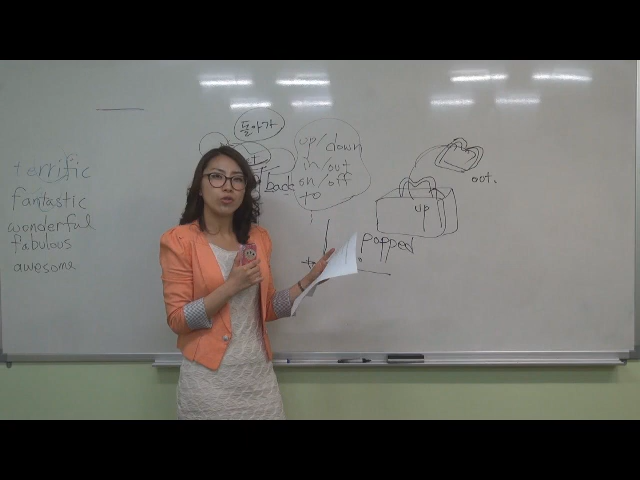 terrific
fantastic
wonderful
fabulous
awesome
돌아가
back
up/down
in/out
on/off
to
popped
up
out.